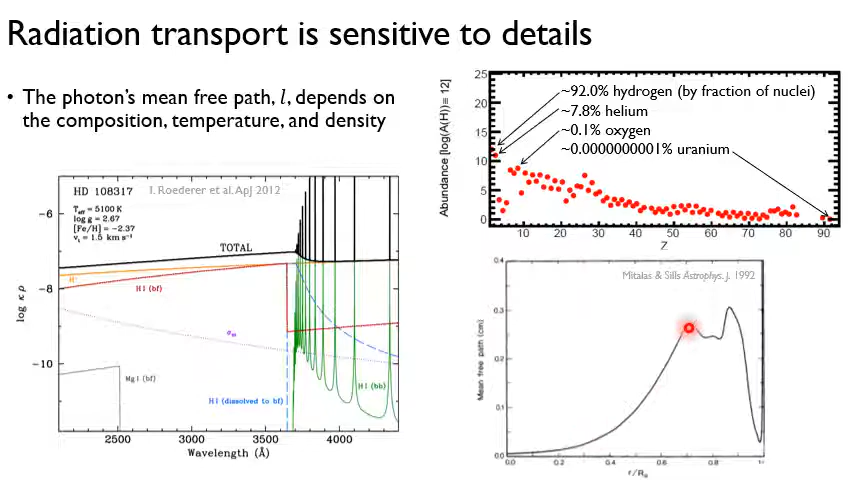 Radiation transport is sensitive to details
• The photon's mean free path, l, depends on
the composition, temperature, and density
HD 108317
I. Roederer et al. ApJ 2012
Teff = 5100 K
log g = 2.67
[Fe/H] = −2.37
vt = 1.5 km s−1
TOTAL
H−
H I (bf)
Mg I (bf)
H I (dissolved to bf)
H I (bb)
log κ ρ
−6
−8
−10
2500
3000
3500
4000
Wavelength (Å)
Abundance [log(A(H))≡ 12]
25
20
15
10
5
0
~92.0% hydrogen (by fraction of nuclei)
~7.8% helium
~0.1% oxygen
~0.0000000001% uranium
10 20 30 40 50 60 70 80 90
Z
Mitalas & Sills Astrophys. J. 1992
Mean free path (cm)
0.4
0.3
0.2
0.1
0.0
0.0 0.2 0.4 0.6 0.8
r/R